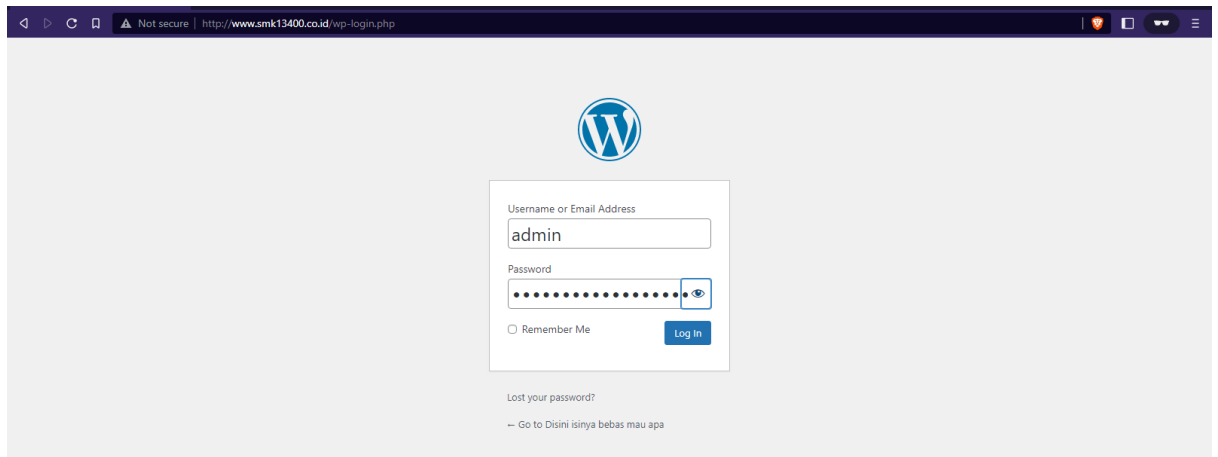 Not secure | http://www.smk13400.co.id/wp-login.php
Username or Email Address
admin
Password
••••••••••••••••••
Remember Me
Log In
Lost your password?
← Go to Disini isinya bebas mau apa